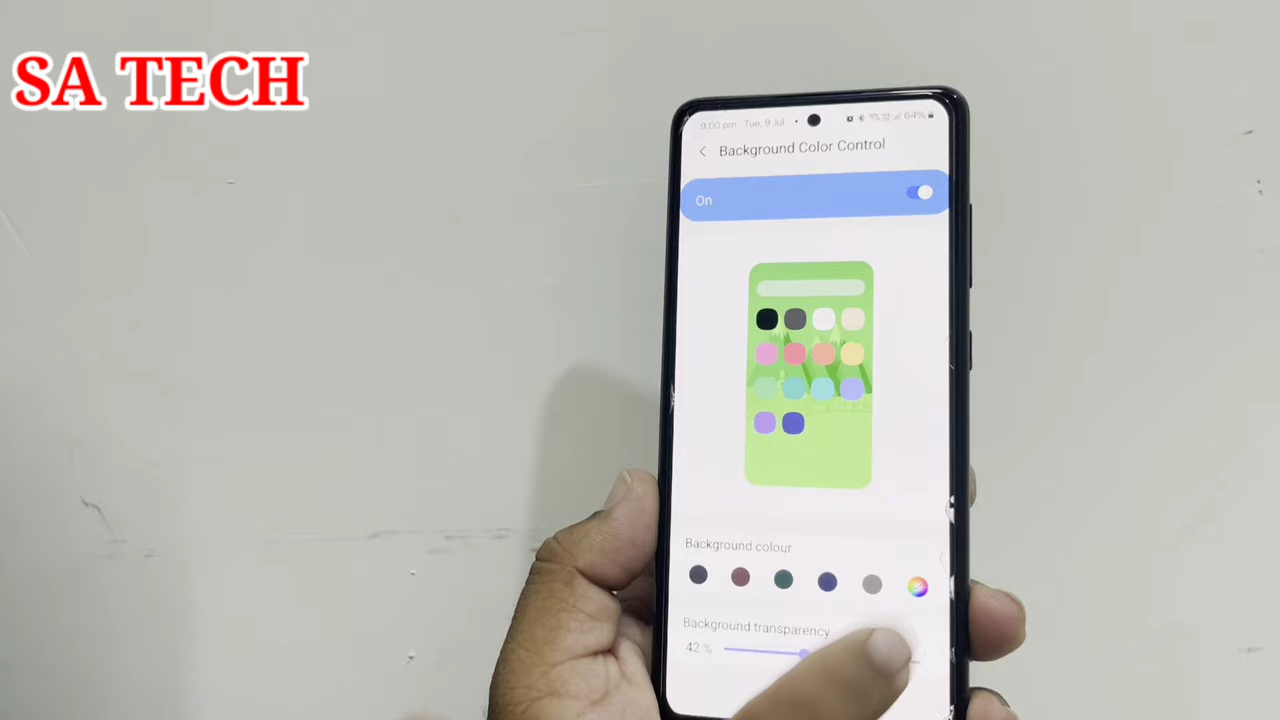 SA TECH
9:00 pm Tue, 9 Jul
64%
Background Color Control
On
Background colour
Background transparency
42 %